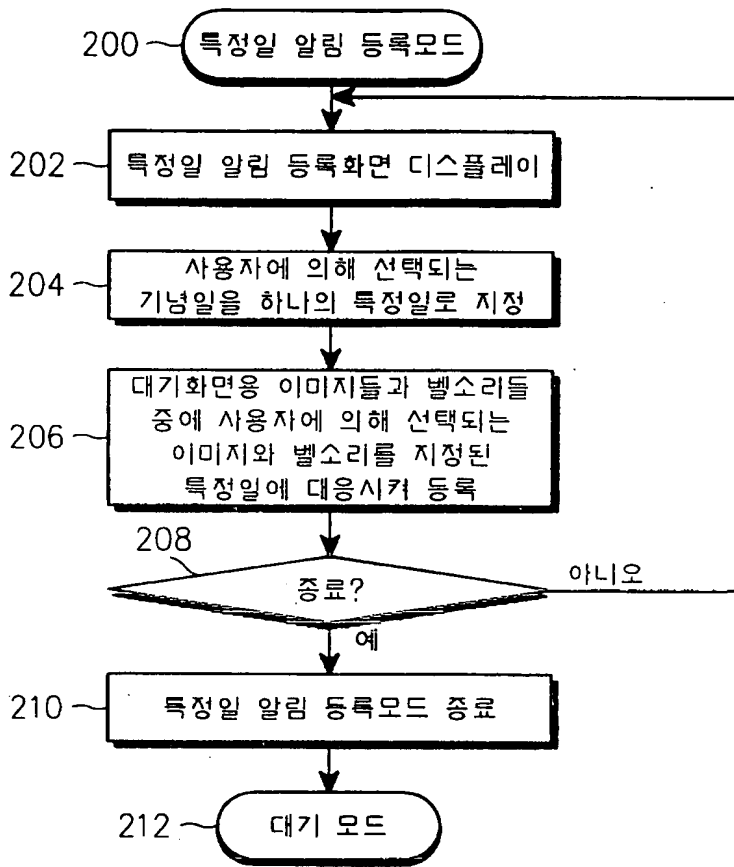 200
특정일 알림 등록모드
202
특정일 알림 등록화면 디스플레이
204
사용자에 의해 선택되는
기념일을 하나의 특정일로 지정
206
대기화면용 이미지들과 벨소리들
중에 사용자에 의해 선택되는
이미지와 벨소리를 지정된
특정일에 대응시켜 등록
208
종료?
아니오
예
210
특정일 알림 등록모드 종료
212
대기 모드